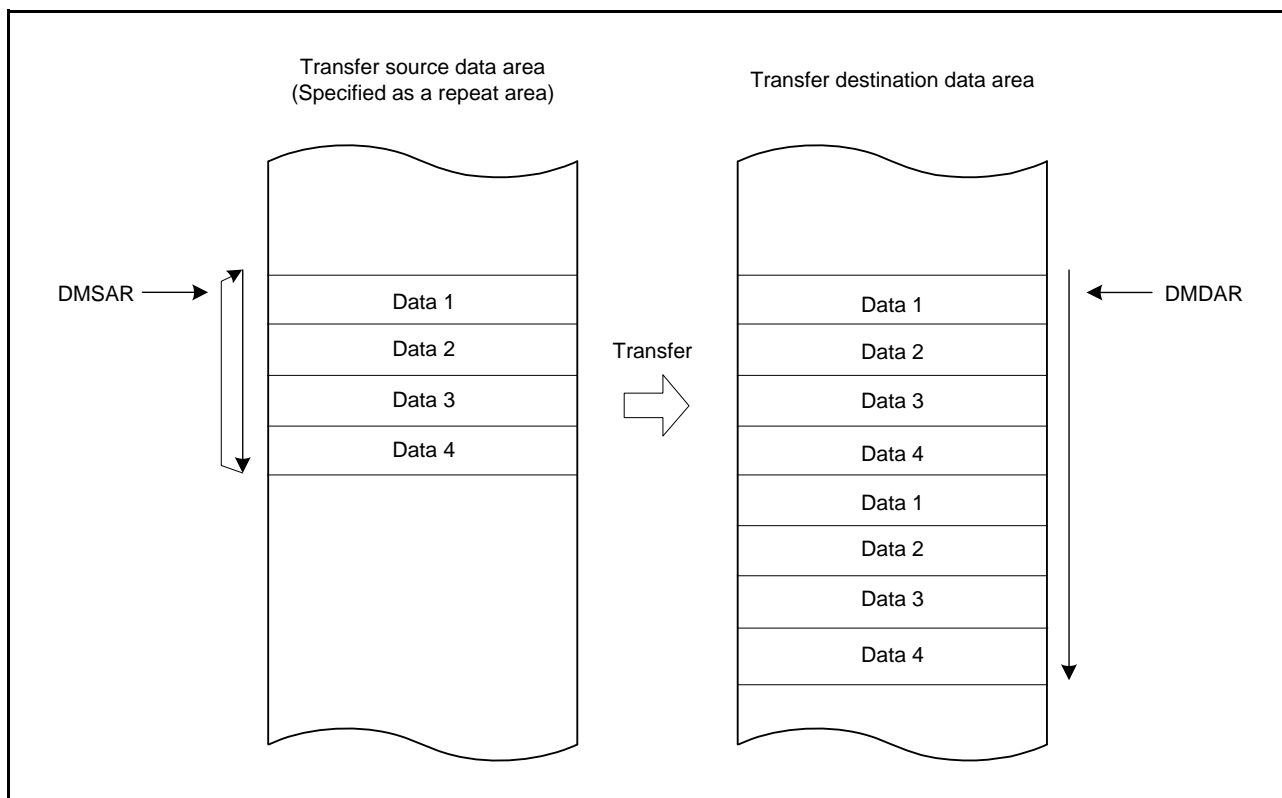 Transfer source data area
(Specified as a repeat area)
Transfer destination data area
DMSAR
Data 1
Data 2
Data 3
Data 4
Transfer
Data 1
Data 2
Data 3
Data 4
Data 1
Data 2
Data 3
Data 4
DMDAR